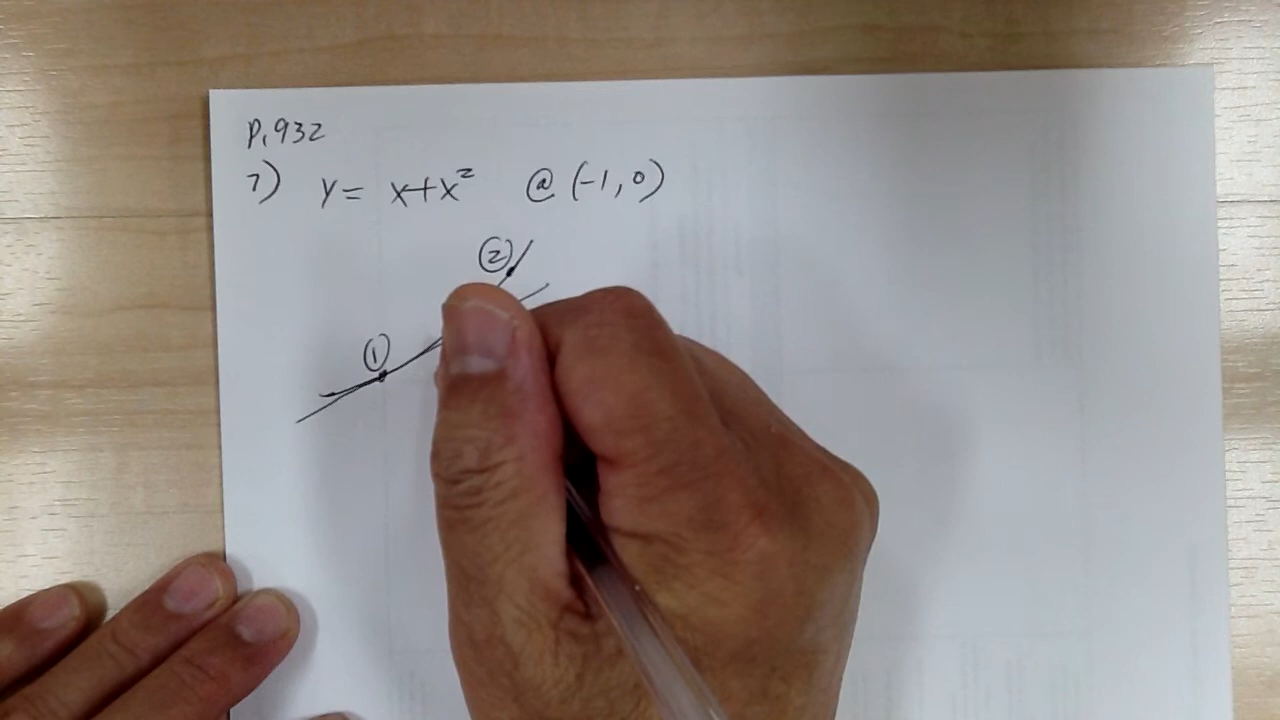 P.932
7) y = x+x² @ (-1,0)
②
①